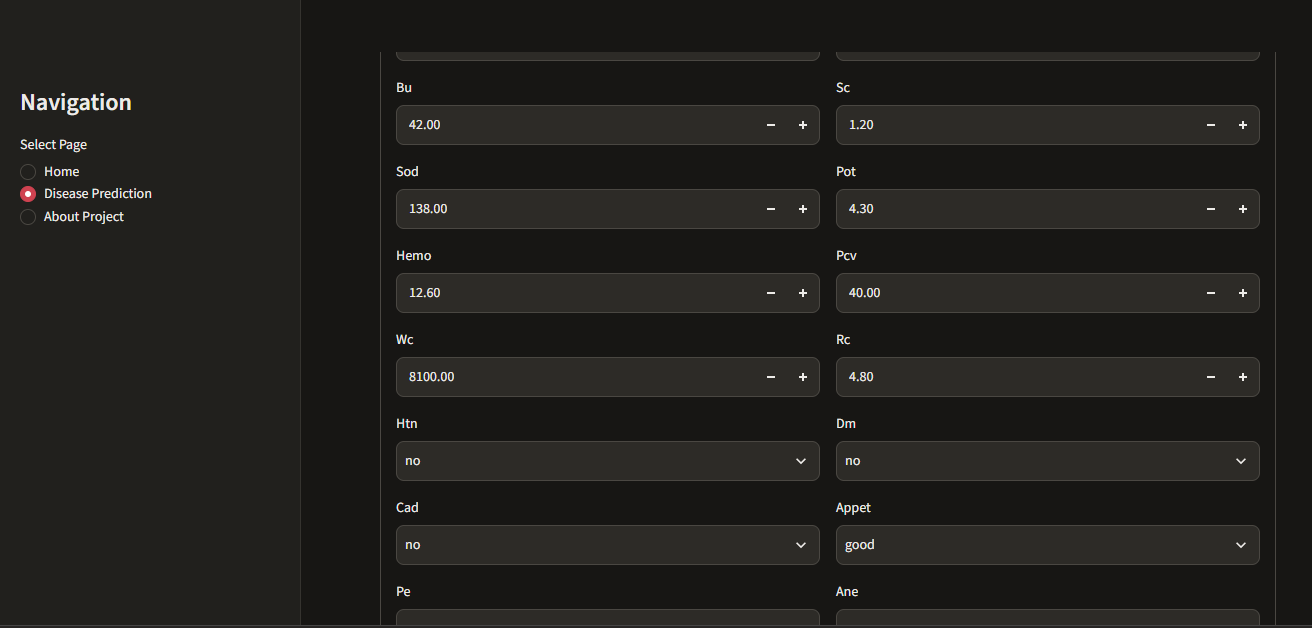 Navigation
Select Page
Home
Disease Prediction
About Project
Bu
Sc
42.00
1.20
Sod
Pot
138.00
4.30
Hemo
Pcv
12.60
40.00
Wc
Rc
8100.00
4.80
Htn
Dm
no
no
Cad
Appet
no
good
Pe
Ane